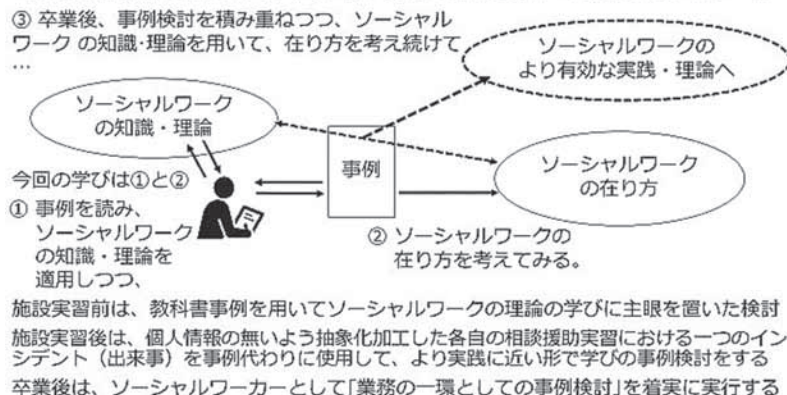 ③ 卒業後、事例検討を積み重ねつつ、ソーシャル
ワーク の知識・理論を用いて、在り方を考え続けて
…
ソーシャルワークの
より有効な実践・理論へ
ソーシャルワーク
の知識・理論
事例
ソーシャルワーク
の在り方
今回の学びは①と②
① 事例を読み、
ソーシャルワーク
の知識・理論を
適用しつつ、
② ソーシャルワークの
在り方を考えてみる。
施設実習前は、教科書事例を用いてソーシャルワークの理論の学びに主眼を置いた検討
施設実習後は、個人情報の無いよう抽象化加工した各自の相談援助実習における一つのイン
シデント（出来事）を事例代わりに使用して、より実践に近い形で学びの事例検討をする
卒業後は、ソーシャルワーカーとして｢業務の一環としての事例検討｣を着実に実行する